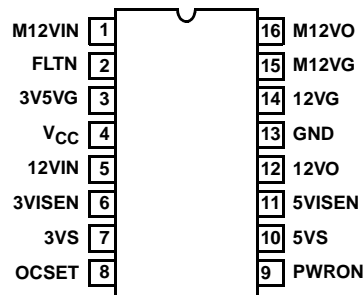 M12VIN 1 16 M12VO
FLTN 2 15 M12VG
3V5VG 3 14 12VG
VCC 4 13 GND
12VIN 5 12 12VO
3VISEN 6 11 5VISEN
3VS 7 10 5VS
OCSET 8 9 PWRON